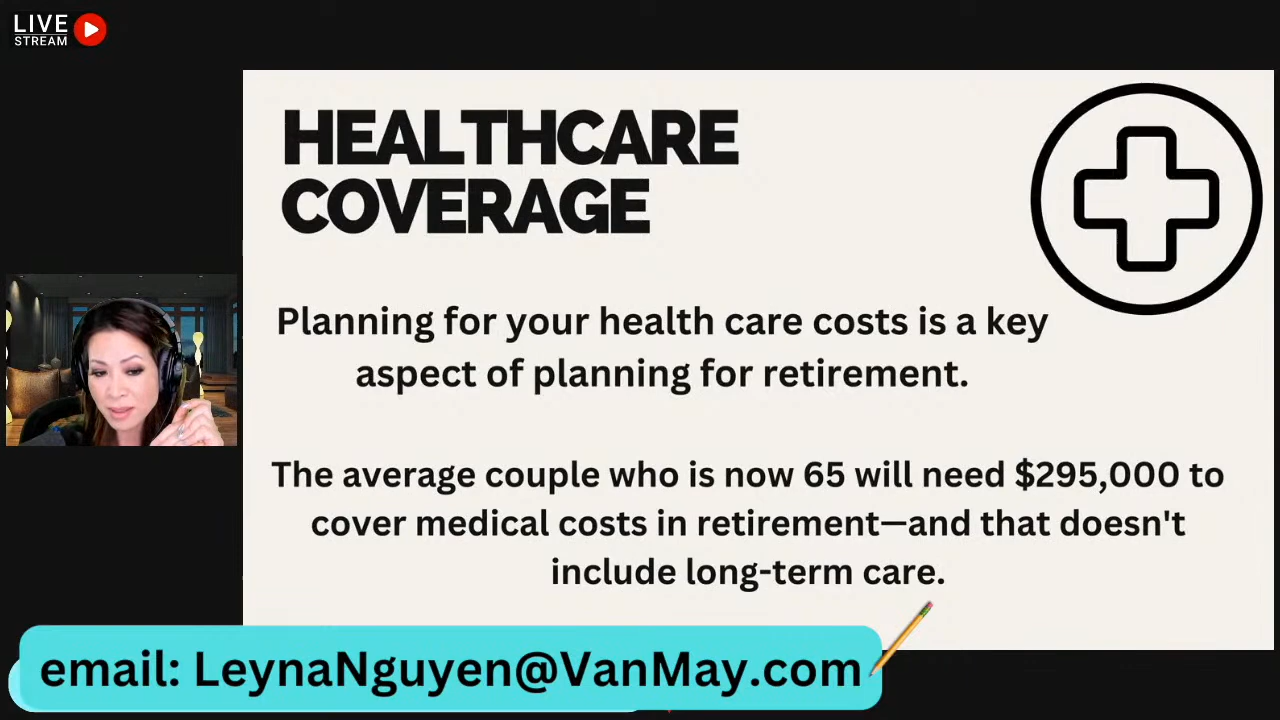 LIVE
STREAM
HEALTHCARE
COVERAGE
Planning for your health care costs is a key
aspect of planning for retirement.
The average couple who is now 65 will need $295,000 to
cover medical costs in retirement—and that doesn't
include long-term care.
email: LeynaNguyen@VanMay.com